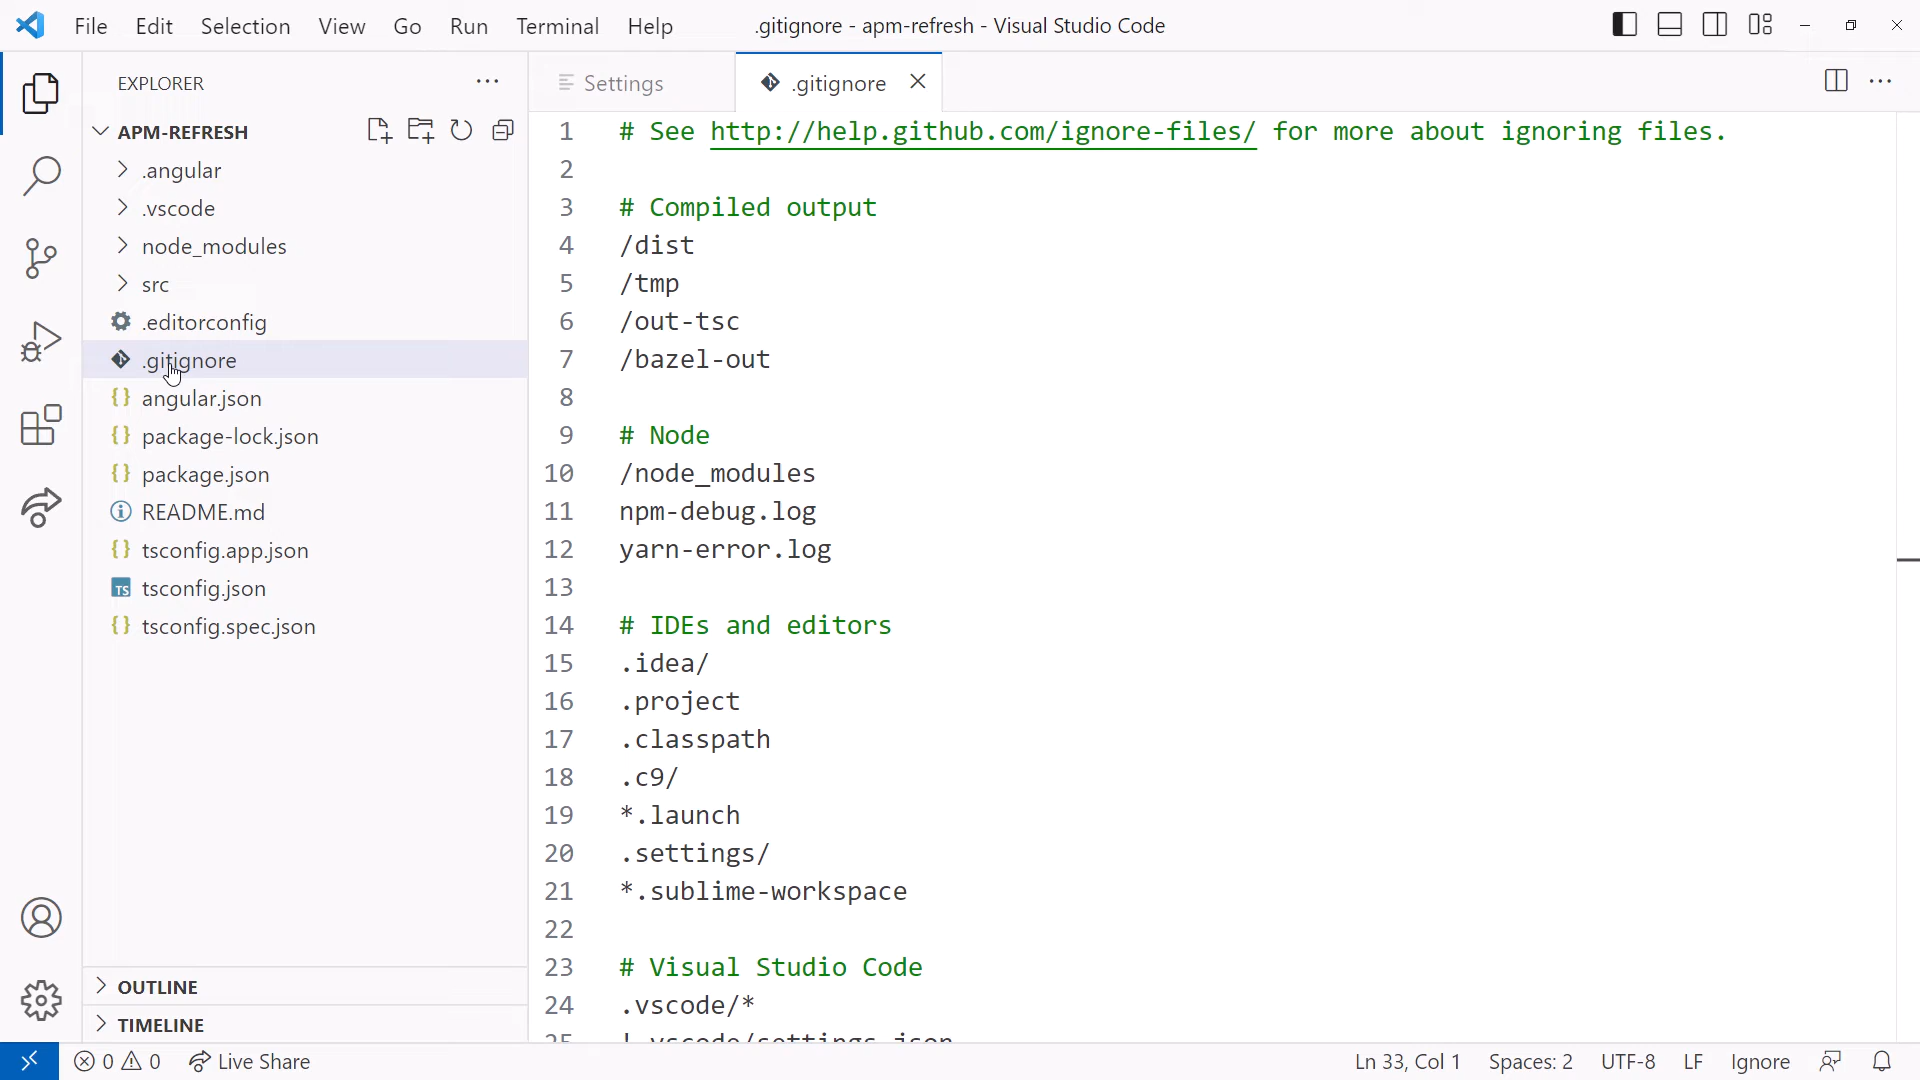 File Edit Selection View Go Run Terminal Help .gitignore - apm-refresh - Visual Studio Code
EXPLORER
APM-REFRESH
.angular
.vscode
node_modules
src
.editorconfig
.gitignore
angular.json
package-lock.json
package.json
README.md
tsconfig.app.json
TS tsconfig.json
tsconfig.spec.json
OUTLINE
TIMELINE
Settings .gitignore
1 # See http://help.github.com/ignore-files/ for more about ignoring files.
2
3 # Compiled output
4 /dist
5 /tmp
6 /out-tsc
7 /bazel-out
8
9 # Node
10 /node_modules
11 npm-debug.log
12 yarn-error.log
13
14 # IDEs and editors
15 .idea/
16 .project
17 .classpath
18 .c9/
19 *.launch
20 .settings/
21 *.sublime-workspace
22
23 # Visual Studio Code
24 .vscode/*
25 !.vscode/settings.json
0 0 Live Share Ln 33, Col 1 Spaces: 2 UTF-8 LF Ignore